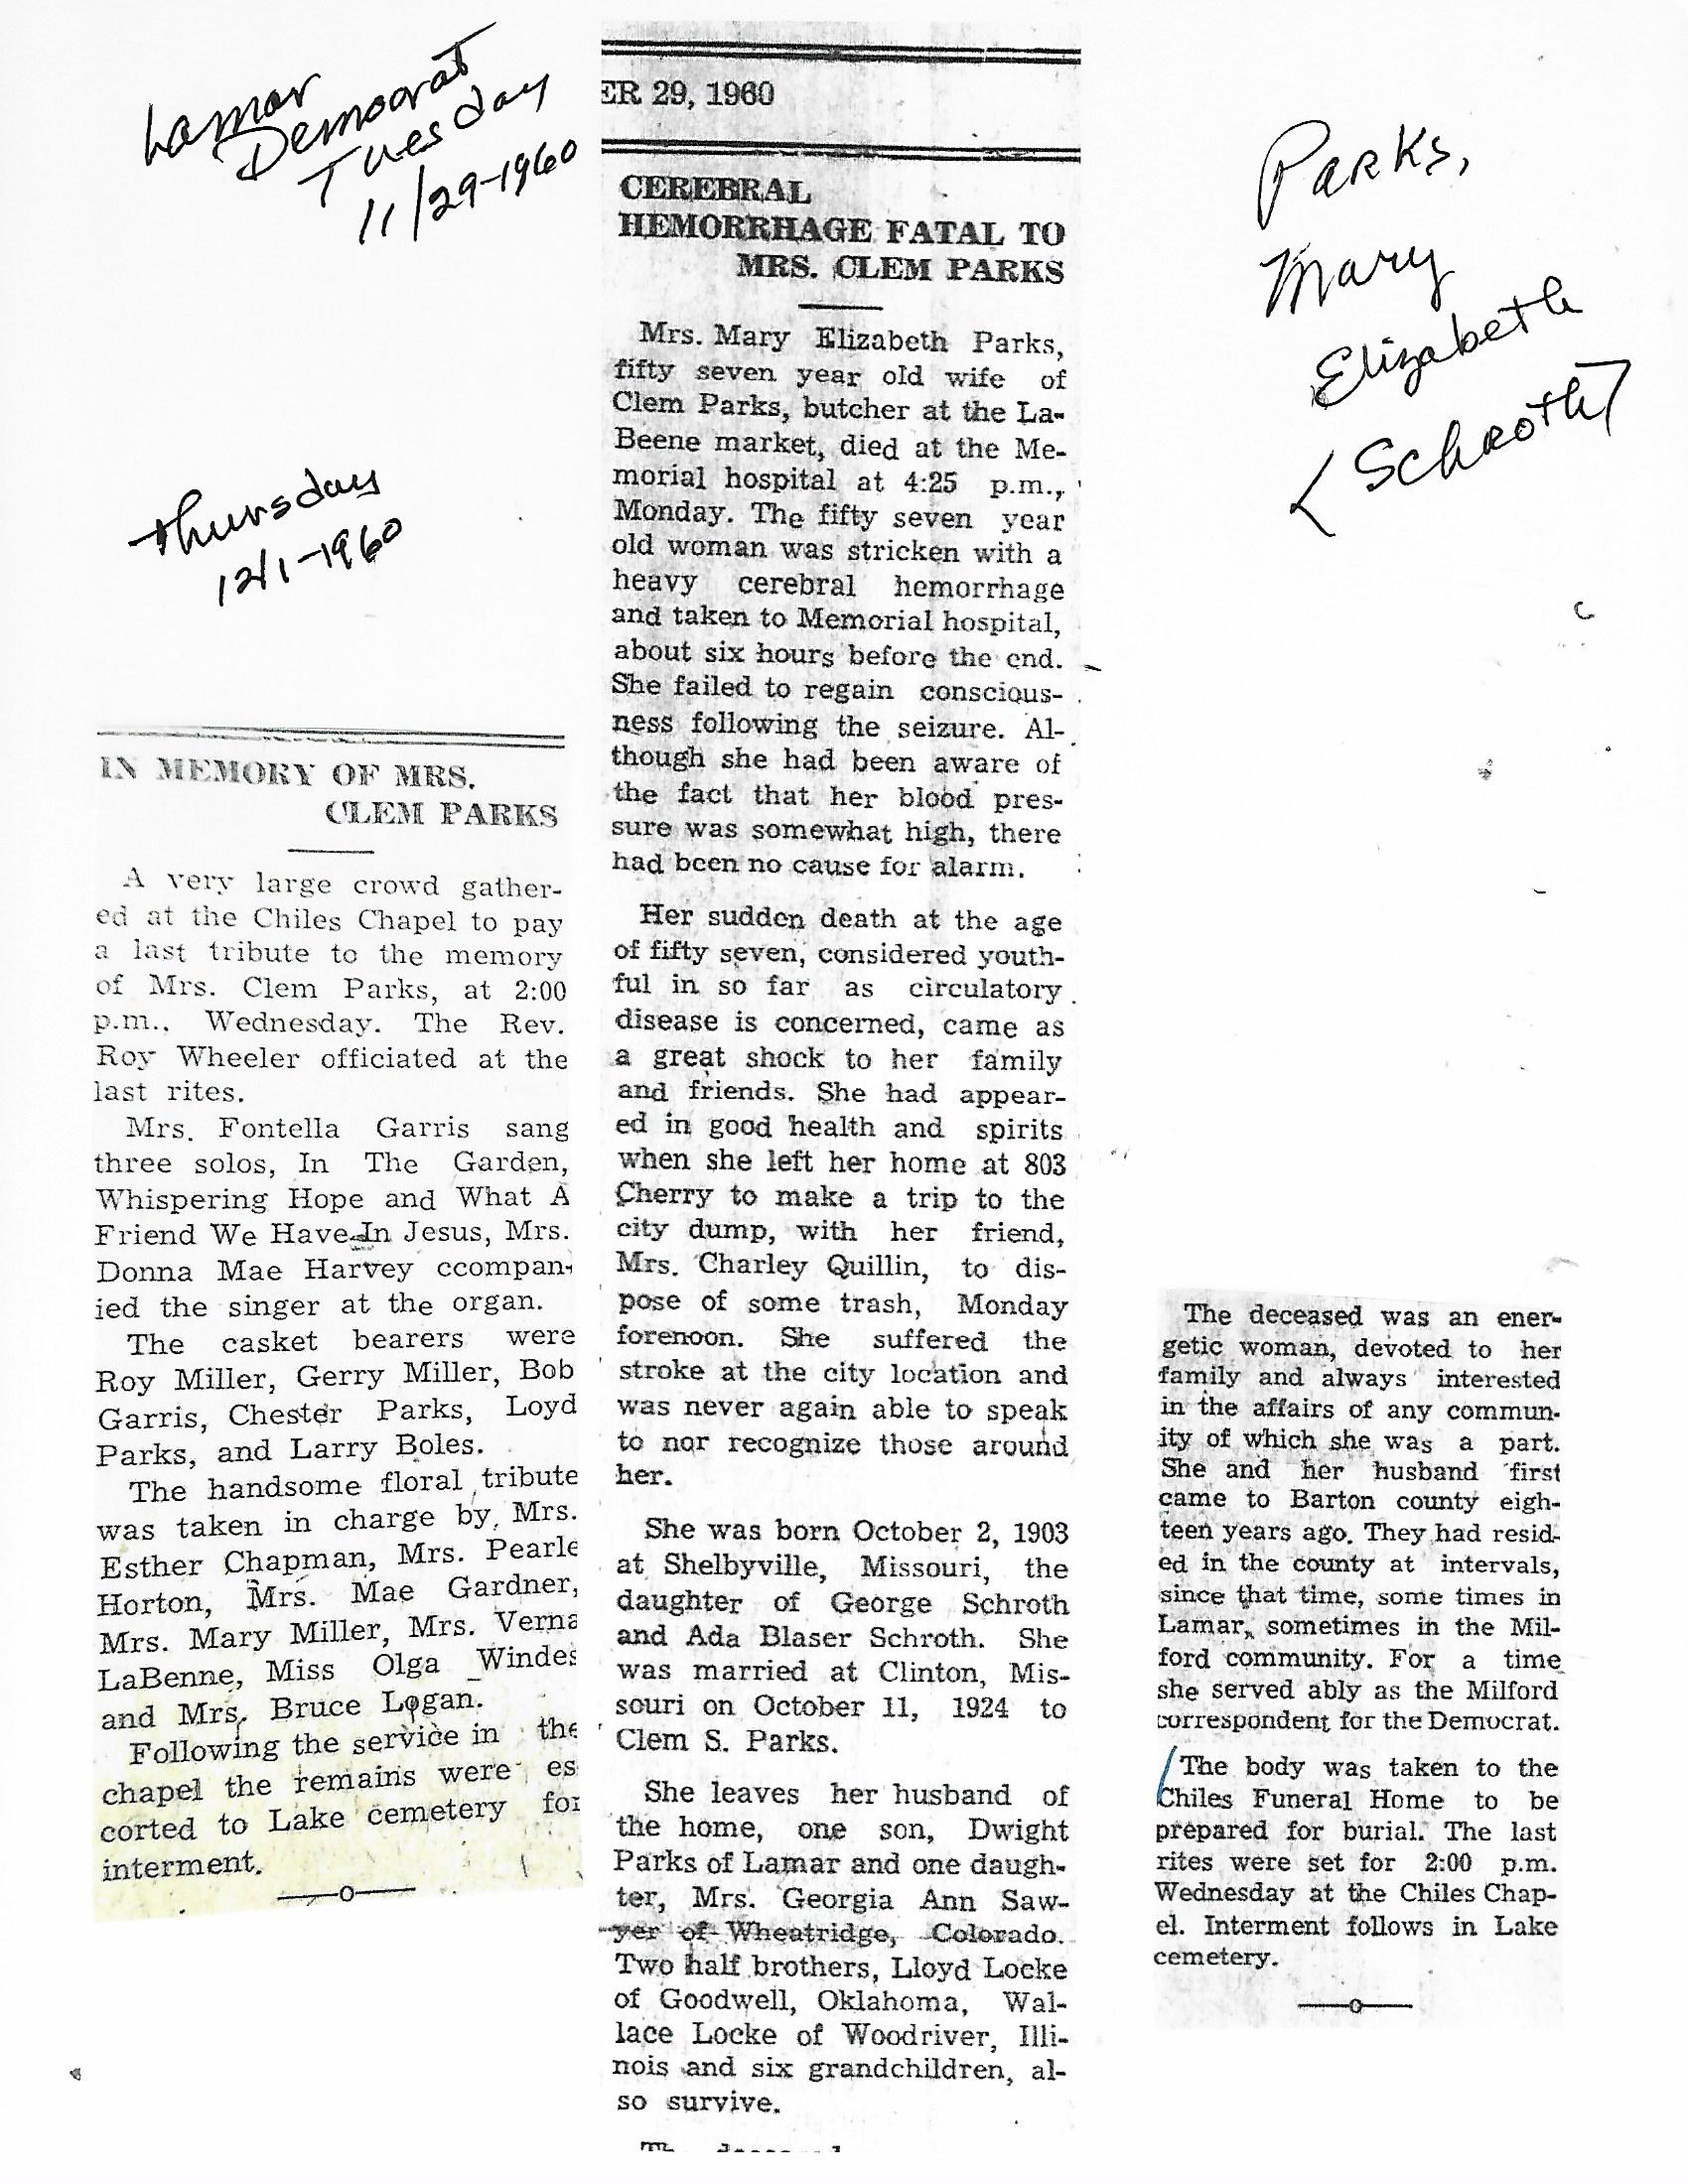 Lamar
Democrat
Tuesday
11/29-1960
Thursday
12/1-1960
IN MEMORY OF MRS.
CLEM PARKS
A very large crowd gather-
ed at the Chiles Chapel to pay
a last tribute to the memory
of Mrs. Clem Parks, at 2:00
p.m., Wednesday. The Rev.
Roy Wheeler officiated at the
last rites.
Mrs. Fontella Garris sang
three solos, In The Garden,
Whispering Hope and What A
Friend We Have In Jesus, Mrs.
Donna Mae Harvey ccompan-
ied the singer at the organ.
The casket bearers were
Roy Miller, Gerry Miller, Bob
Garris, Chester Parks, Loyd
Parks, and Larry Boles.
The handsome floral tribute
was taken in charge by Mrs.
Esther Chapman, Mrs. Pearle
Horton, Mrs. Mae Gardner,
Mrs. Mary Miller, Mrs. Verna
LaBenne, Miss Olga Windes
and Mrs. Bruce Logan.
Following the service in the
chapel the remains were es
corted to Lake cemetery for
interment.
ER 29, 1960
CEREBRAL
HEMORRHAGE FATAL TO
MRS. CLEM PARKS
Mrs. Mary Elizabeth Parks,
fifty seven year old wife of
Clem Parks, butcher at the La-
Beene market, died at the Me-
morial hospital at 4:25 p.m.,
Monday. The fifty seven year
old woman was stricken with a
heavy cerebral hemorrhage
and taken to Memorial hospital,
about six hours before the end.
She failed to regain conscious-
ness following the seizure. Al-
though she had been aware of
the fact that her blood pres-
sure was somewhat high, there
had been no cause for alarm.
Her sudden death at the age
of fifty seven, considered youth-
ful in so far as circulatory
disease is concerned, came as
a great shock to her family
and friends. She had appear-
ed in good health and spirits
when she left her home at 803
Cherry to make a trip to the
city dump, with her friend,
Mrs. Charley Quillin, to dis-
pose of some trash, Monday
forenoon. She suffered the
stroke at the city location and
was never again able to speak
to nor recognize those around
her.
She was born October 2, 1903
at Shelbyville, Missouri, the
daughter of George Schroth
and Ada Blaser Schroth. She
was married at Clinton, Mis-
souri on October 11, 1924 to
Clem S. Parks.
She leaves her husband of
the home, one son, Dwight
Parks of Lamar and one daugh-
ter, Mrs. Georgia Ann Saw-
yer of Wheatridge, Colorado.
Two half brothers, Lloyd Locke
of Goodwell, Oklahoma, Wal-
lace Locke of Woodriver, Illi-
nois and six grandchildren, al-
so survive.
Parks,
Mary
Elizabeth
(Schroth)
The deceased was an ener-
getic woman, devoted to her
family and always interested
in the affairs of any commun-
ity of which she was a part.
She and her husband first
came to Barton county eigh-
teen years ago. They had resid-
ed in the county at intervals,
since that time, some times in
Lamar, sometimes in the Mil-
ford community. For a time
she served ably as the Milford
correspondent for the Democrat.
The body was taken to the
Chiles Funeral Home to be
prepared for burial. The last
rites were set for 2:00 p.m.
Wednesday at the Chiles Chap-
el. Interment follows in Lake
cemetery.